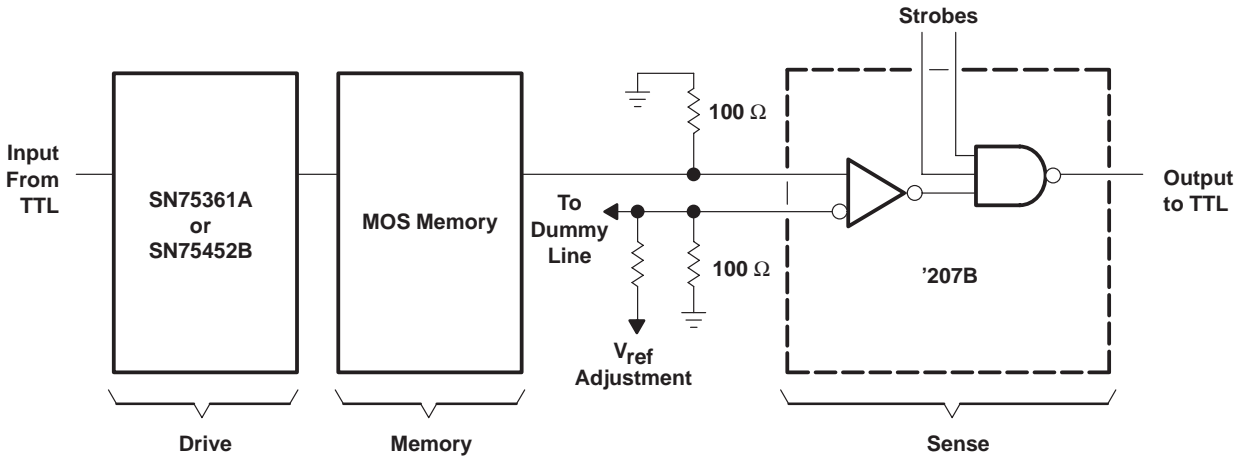 Strobes
100 Ω
Input
From
TTL
SN75361A
or
SN75452B
MOS Memory
To
Dummy
Line
100 Ω
Vref
Adjustment
’207B
Output
to TTL
Drive
Memory
Sense